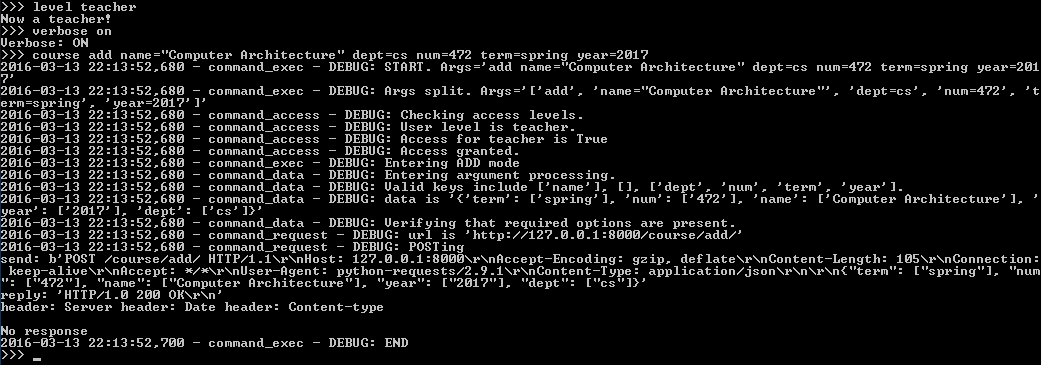 >>> level teacher
Now a teacher!
>>> verbose on
Verbose: ON
>>> course add name="Computer Architecture" dept=cs num=472 term=spring year=2017
2016-03-13 22:13:52,680 - command_exec - DEBUG: START. Args='add name="Computer Architecture" dept=cs num=472 term=spring year=201
7'
2016-03-13 22:13:52,680 - command_exec - DEBUG: Args split. Args='['add', 'name="Computer Architecture"', 'dept=cs', 'num=472', 't
erm=spring', 'year=2017']'
2016-03-13 22:13:52,680 - command_access - DEBUG: Checking access levels.
2016-03-13 22:13:52,680 - command_access - DEBUG: User level is teacher.
2016-03-13 22:13:52,680 - command_access - DEBUG: Access for teacher is True
2016-03-13 22:13:52,680 - command_access - DEBUG: Access granted.
2016-03-13 22:13:52,680 - command_exec - DEBUG: Entering ADD mode
2016-03-13 22:13:52,680 - command_data - DEBUG: Entering argument processing.
2016-03-13 22:13:52,680 - command_data - DEBUG: Valid keys include ['name'], [], ['dept', 'num', 'term', 'year'].
2016-03-13 22:13:52,680 - command_data - DEBUG: data is '{'term': ['spring'], 'num': ['472'], 'name': ['Computer Architecture'], '
year': ['2017'], 'dept': ['cs']}'
2016-03-13 22:13:52,680 - command_data - DEBUG: Verifying that required options are present.
2016-03-13 22:13:52,680 - command_request - DEBUG: url is 'http://127.0.0.1:8000/course/add/'
2016-03-13 22:13:52,680 - command_request - DEBUG: POSTing
send: b'POST /course/add/ HTTP/1.1\r\nHost: 127.0.0.1:8000\r\nAccept-Encoding: gzip, deflate\r\nContent-Length: 105\r\nConnection:
 keep-alive\r\nAccept: */*\r\nUser-Agent: python-requests/2.9.1\r\nContent-Type: application/json\r\n\r\n{"term": ["spring"], "num
": ["472"], "name": ["Computer Architecture"], "year": ["2017"], "dept": ["cs"]}'
reply: 'HTTP/1.0 200 OK\r\n'
header: Server header: Date header: Content-type
No response
2016-03-13 22:13:52,700 - command_exec - DEBUG: END
>>> _